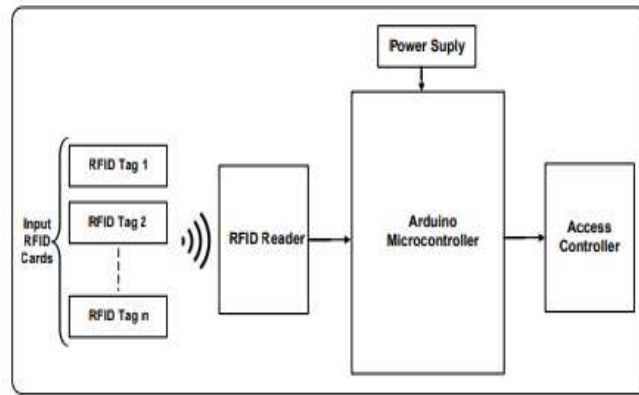 Power Suply
RFID Tag 1
RFID Tag 2
RFID Tag n
Input
RFID
Cards
RFID Reader
Arduino
Microcontroller
Access
Controller